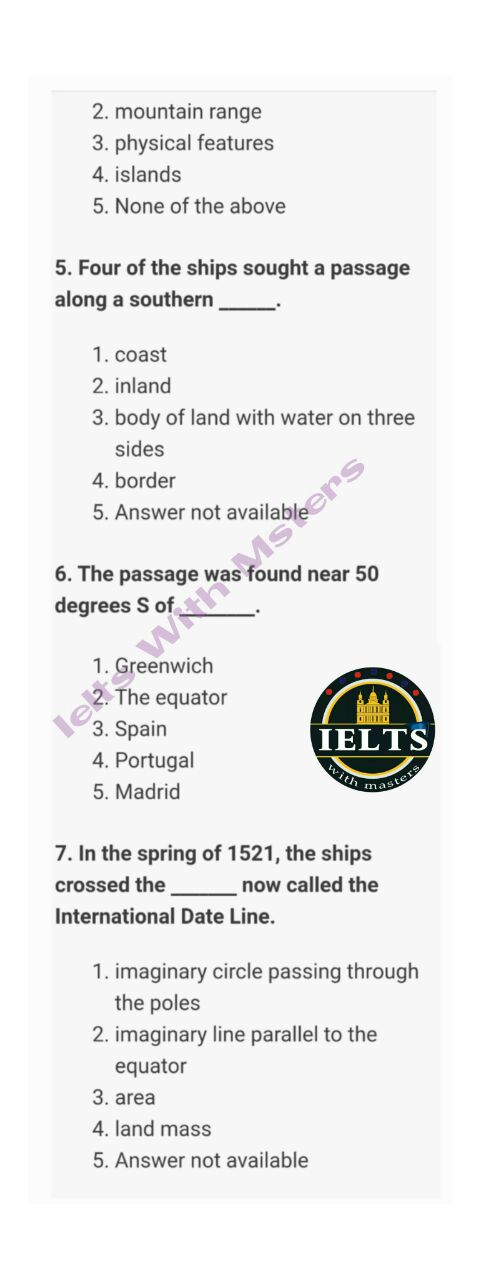 2. mountain range
3. physical features
4. islands
5. None of the above
5. Four of the ships sought a passage
along a southern ______.
1. coast
2. inland
3. body of land with water on three
sides
4. border
5. Answer not available
6. The passage was found near 50
degrees S of ________.
1. Greenwich
2. The equator
3. Spain
4. Portugal
5. Madrid
Ielts With Msters
IELTS
with masters
7. In the spring of 1521, the ships
crossed the _______ now called the
International Date Line.
1. imaginary circle passing through
the poles
2. imaginary line parallel to the
equator
3. area
4. land mass
5. Answer not available